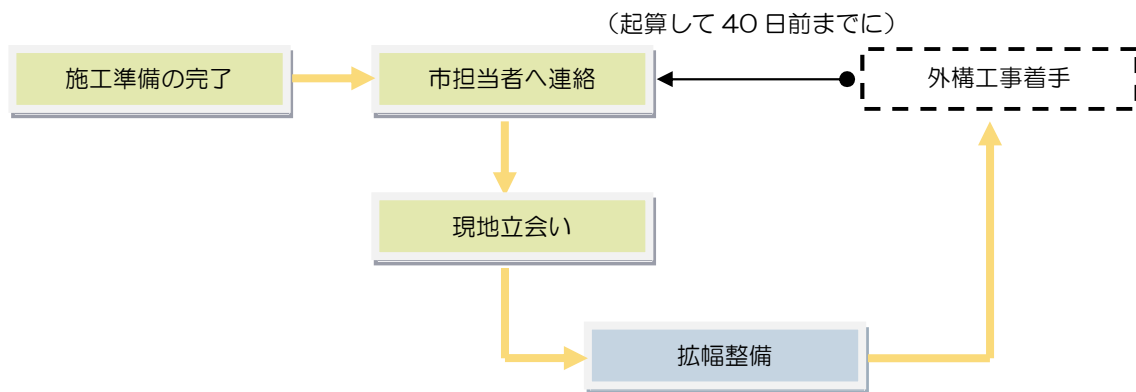 （起算して 40 日前までに）
施工準備の完了
市担当者へ連絡
外構工事着手
現地立会い
拡幅整備